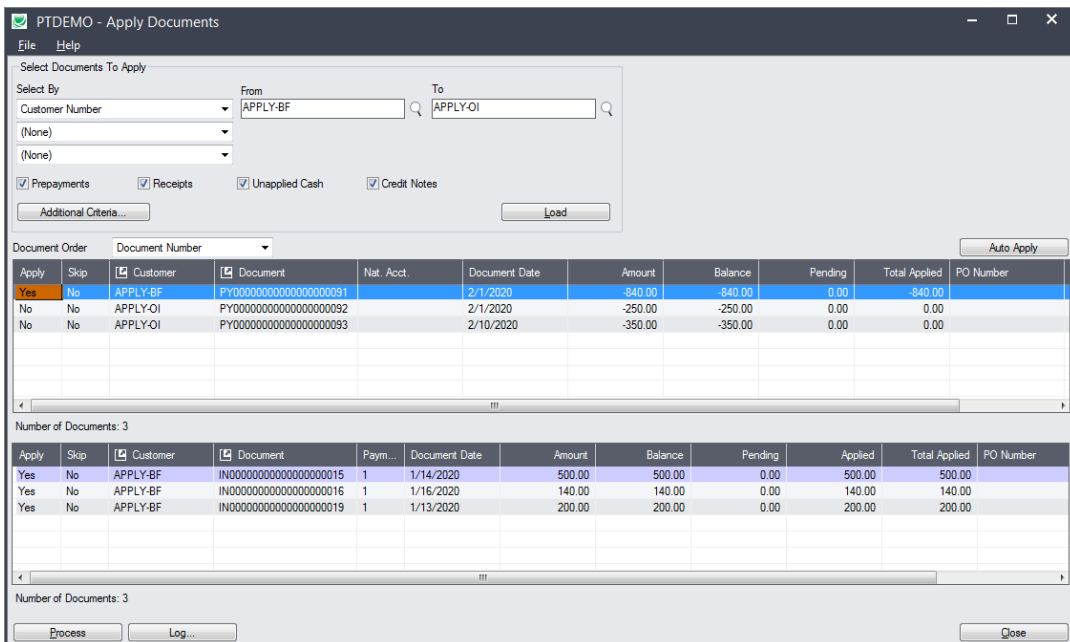 PTDEMO - Apply Documents
File Help
Select Documents To Apply
Select By From To
Customer Number APPLY-BF APPLY-OI
(None)
(None)
Prepayments Receipts Unapplied Cash Credit Notes
Additional Criteria... Load
Document Order Document Number Auto Apply
Apply Skip Customer Document Nat. Acct. Document Date Amount Balance Pending Total Applied PO Number
Yes No APPLY-BF PY00000000000000000091 2/1/2020 -840.00 -840.00 0.00 -840.00
No No APPLY-OI PY00000000000000000092 2/1/2020 -250.00 -250.00 0.00 0.00
No No APPLY-OI PY00000000000000000093 2/10/2020 -350.00 -350.00 0.00 0.00
Number of Documents: 3
Apply Skip Customer Document Paym... Document Date Amount Balance Pending Applied Total Applied PO Number
Yes No APPLY-BF IN00000000000000000015 1 1/14/2020 500.00 500.00 0.00 500.00 500.00
Yes No APPLY-BF IN00000000000000000016 1 1/16/2020 140.00 140.00 0.00 140.00 140.00
Yes No APPLY-BF IN00000000000000000019 1 1/13/2020 200.00 200.00 0.00 200.00 200.00
Number of Documents: 3
Process Log... Close